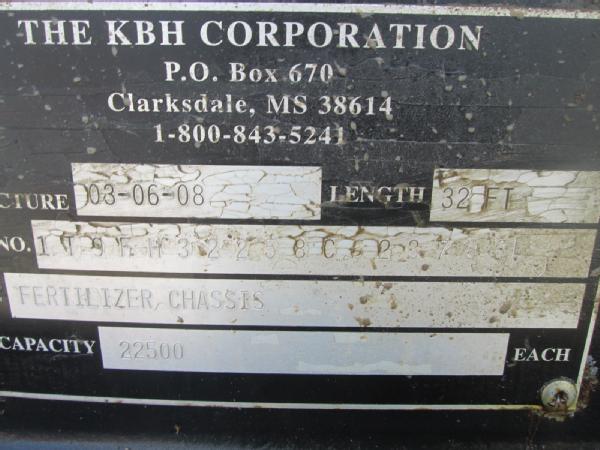 THE KBH CORPORATION
P.O. Box 670
Clarksdale, MS 38614
1-800-843-5241
CTURE 03-06-08 LENGTH 32 FT
NO.
FERTILIZER CHASSIS
CAPACITY 22500 EACH